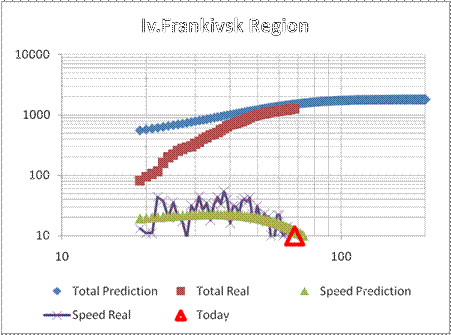 Iv.Frankivsk Region
10000
1000
100
10
10 100
Total Prediction Total Real Speed Prediction
Speed Real Today